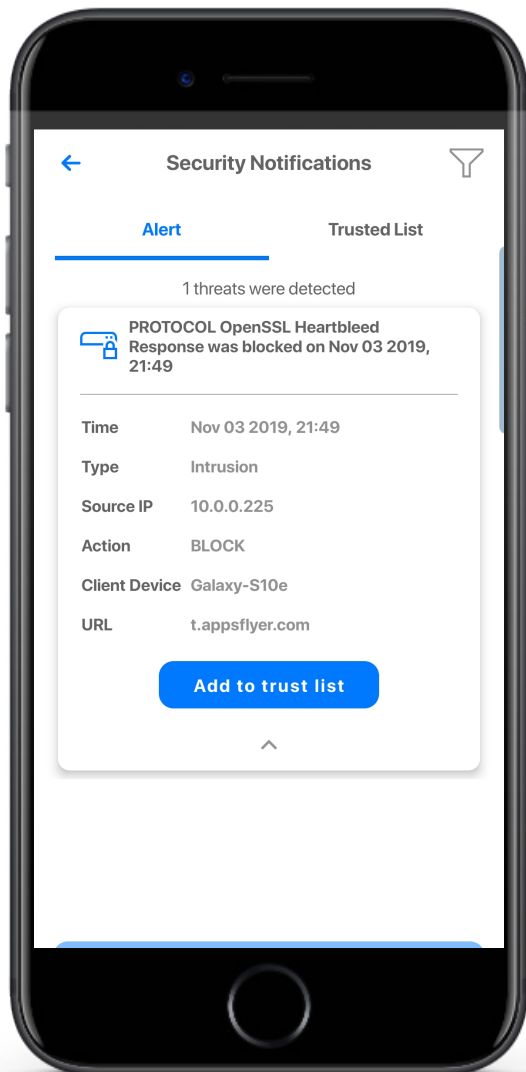 Security Notifications
Alert Trusted List
1 threats were detected
PROTOCOL OpenSSL Heartbleed
Response was blocked on Nov 03 2019,
21:49
Time Nov 03 2019, 21:49
Type Intrusion
Source IP 10.0.0.225
Action BLOCK
Client Device Galaxy-S10e
URL t.appsflyer.com
Add to trust list